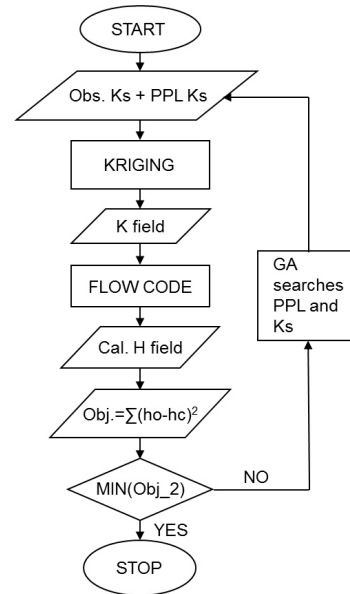 START
Obs. Ks + PPL Ks
KRIGING
K field
FLOW CODE
Cal. H field
Obj.=∑(ho-hc)²
MIN(Obj_2)
NO
YES
STOP
GA
searches
PPL and
Ks